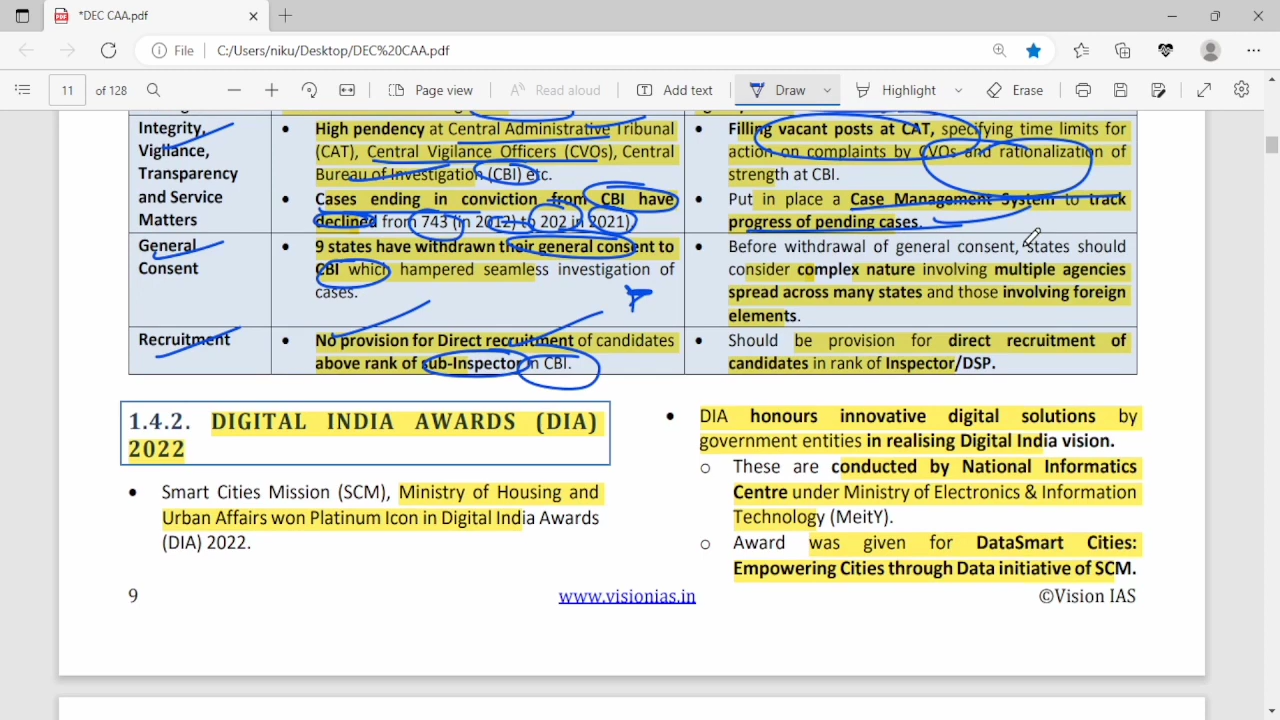 *DEC CAA.pdf
File C:/Users/niku/Desktop/DEC%20CAA.pdf
11 of 128 Page view Read aloud Add text Draw Highlight Erase
Integrity,
Vigilance,
Transparency
and Service
Matters
• High pendency at Central Administrative Tribunal
(CAT), Central Vigilance Officers (CVOs), Central
Bureau of Investigation (CBI) etc.
• Cases ending in conviction from CBI have
declined from 743 (in 2012) to 202 in 2021)
• Filling vacant posts at CAT, specifying time limits for
action on complaints by CVOs and rationalization of
strength at CBI.
• Put in place a Case Management System to track
progress of pending cases.
General
Consent
• 9 states have withdrawn their general consent to
CBI which hampered seamless investigation of
cases.
• Before withdrawal of general consent, states should
consider complex nature involving multiple agencies
spread across many states and those involving foreign
elements.
Recruitment
• No provision for Direct recruitment of candidates
above rank of sub-Inspector in CBI.
• Should be provision for direct recruitment of
candidates in rank of Inspector/DSP.
1.4.2. DIGITAL INDIA AWARDS (DIA)
2022
• Smart Cities Mission (SCM), Ministry of Housing and
Urban Affairs won Platinum Icon in Digital India Awards
(DIA) 2022.
• DIA honours innovative digital solutions by
government entities in realising Digital India vision.
o These are conducted by National Informatics
Centre under Ministry of Electronics & Information
Technology (MeitY).
o Award was given for DataSmart Cities:
Empowering Cities through Data initiative of SCM.
9 www.visionias.in ©Vision IAS